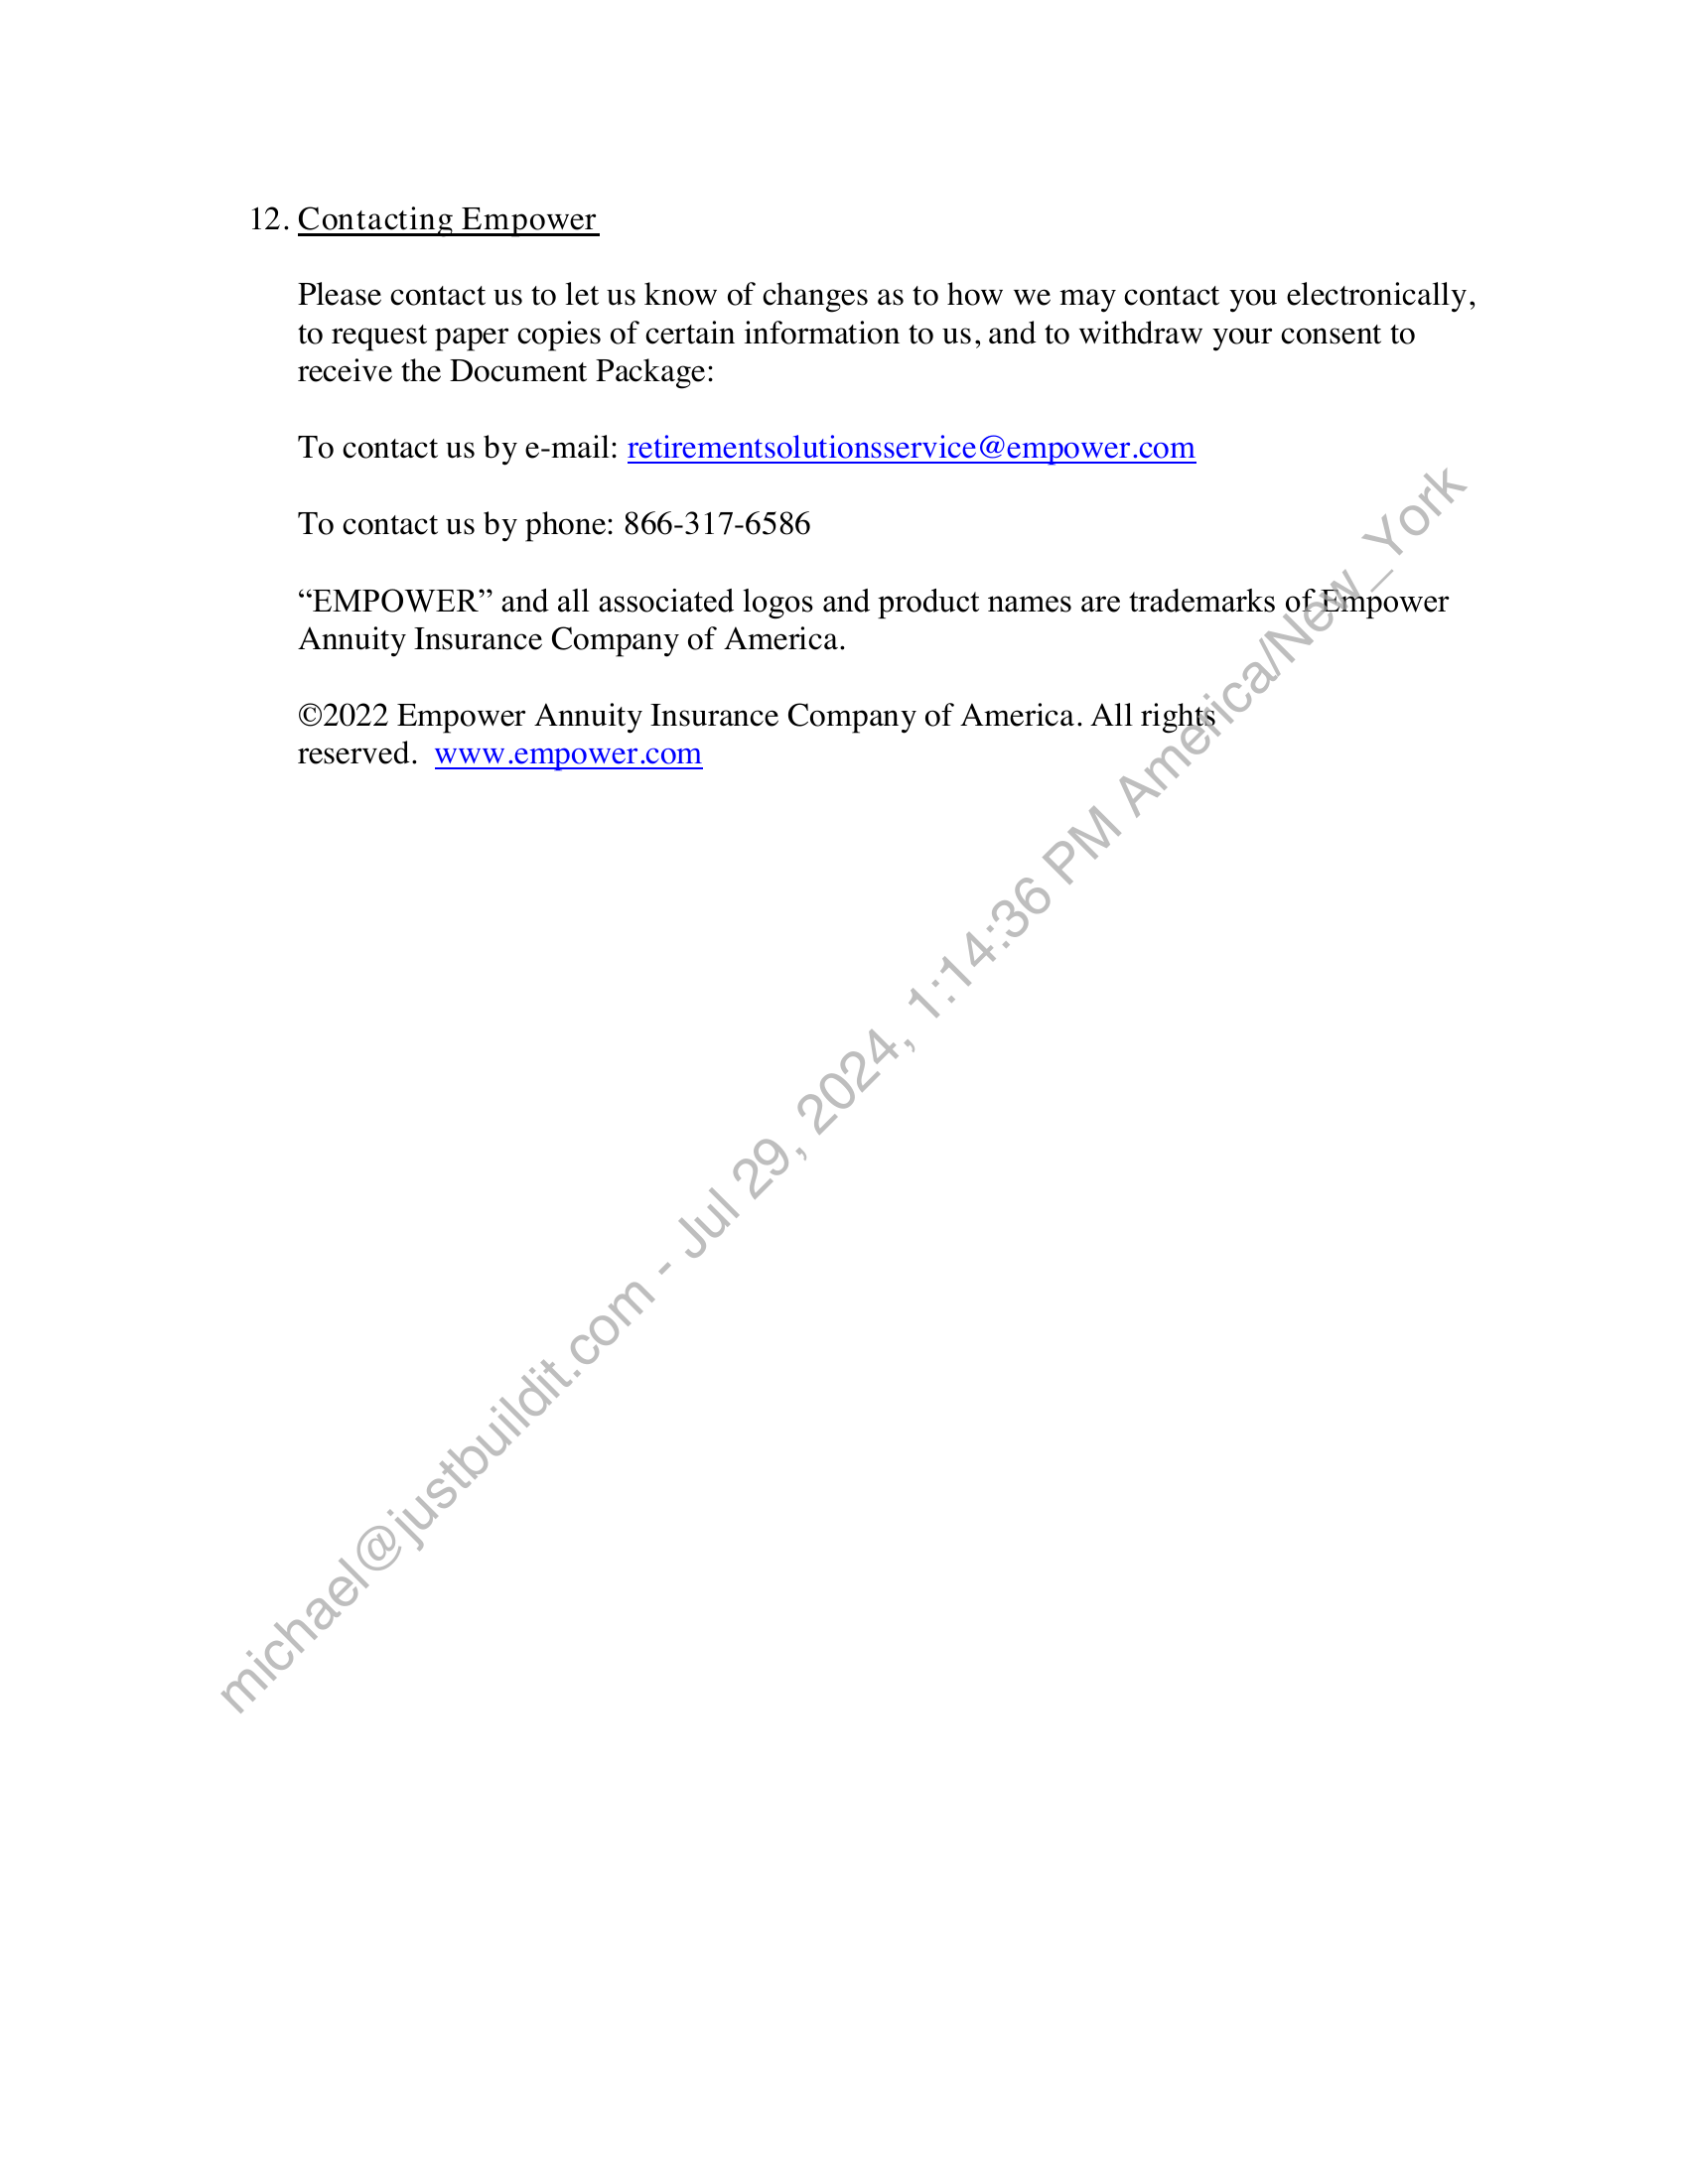 12. Contacting Empower
Please contact us to let us know of changes as to how we may contact you electronically,
to request paper copies of certain information to us, and to withdraw your consent to
receive the Document Package:
To contact us by e-mail: retirementsolutionsservice@empower.com
To contact us by phone: 866-317-6586
“EMPOWER” and all associated logos and product names are trademarks of Empower
Annuity Insurance Company of America.
©2022 Empower Annuity Insurance Company of America. All rights
reserved.  www.empower.com
michael@justbuildit.com - Jul 29, 2024, 1:14:36 PM America/New_York